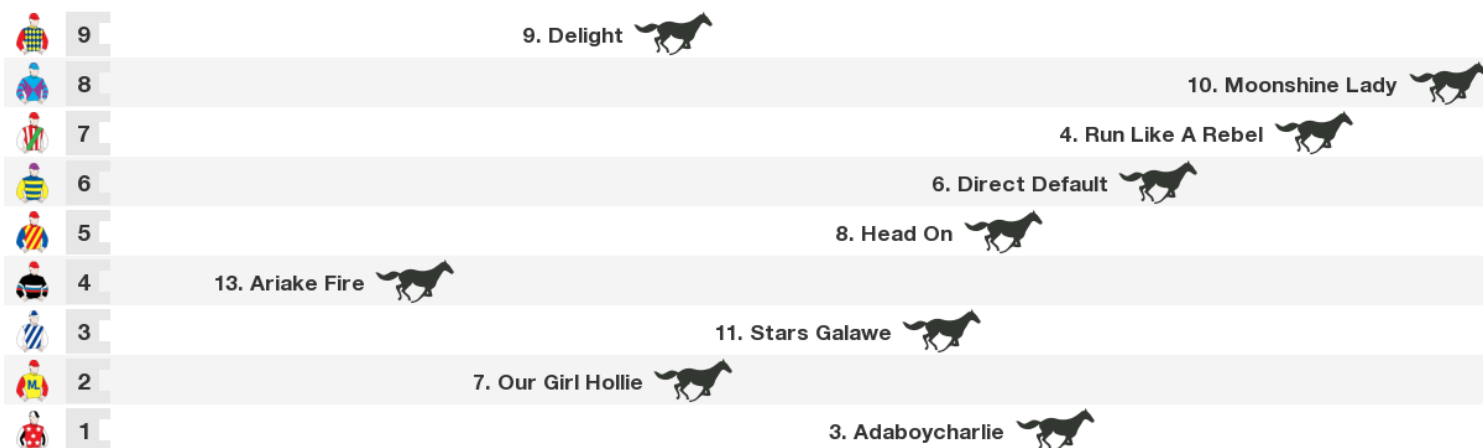 9 9. Delight
8 10. Moonshine Lady
7 4. Run Like A Rebel
6 6. Direct Default
5 8. Head On
4 13. Ariake Fire
3 11. Stars Galawe
ML 2 7. Our Girl Hollie
1 3. Adaboycharlie